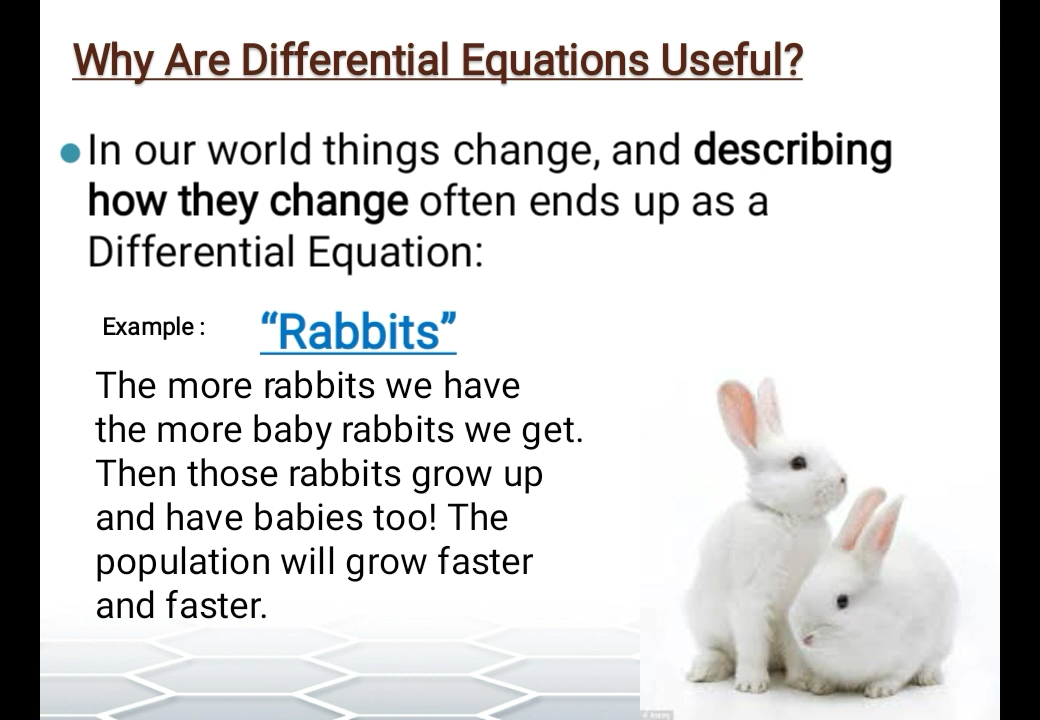 Why Are Differential Equations Useful?
In our world things change, and describing
how they change often ends up as a
Differential Equation:
Example : “Rabbits”
The more rabbits we have
the more baby rabbits we get.
Then those rabbits grow up
and have babies too! The
population will grow faster
and faster.